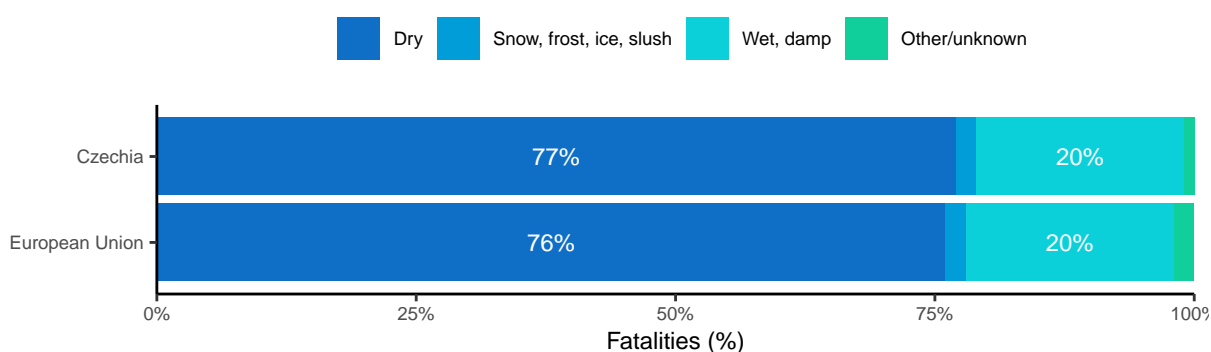 Dry Snow, frost, ice, slush Wet, damp Other/unknown
Czechia 77% 20%
European Union 76% 20%
0% 25% 50% 75% 100%
Fatalities (%)